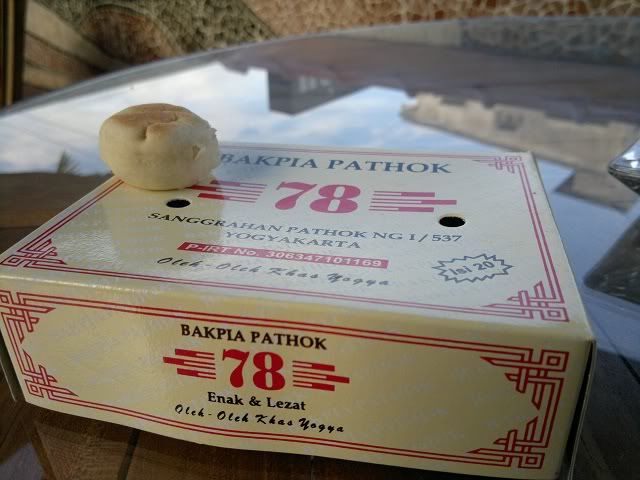 BAKPIA PATHOK
78
SANGGRAHAN PATHOK NG I / 537
YOGYAKARTA
P-IRT No. 306347101169
Oleh-Oleh Khas Yogya
Isi 20
BAKPIA PATHOK
78
Enak & Lezat
Oleh-Oleh Khas Yogya